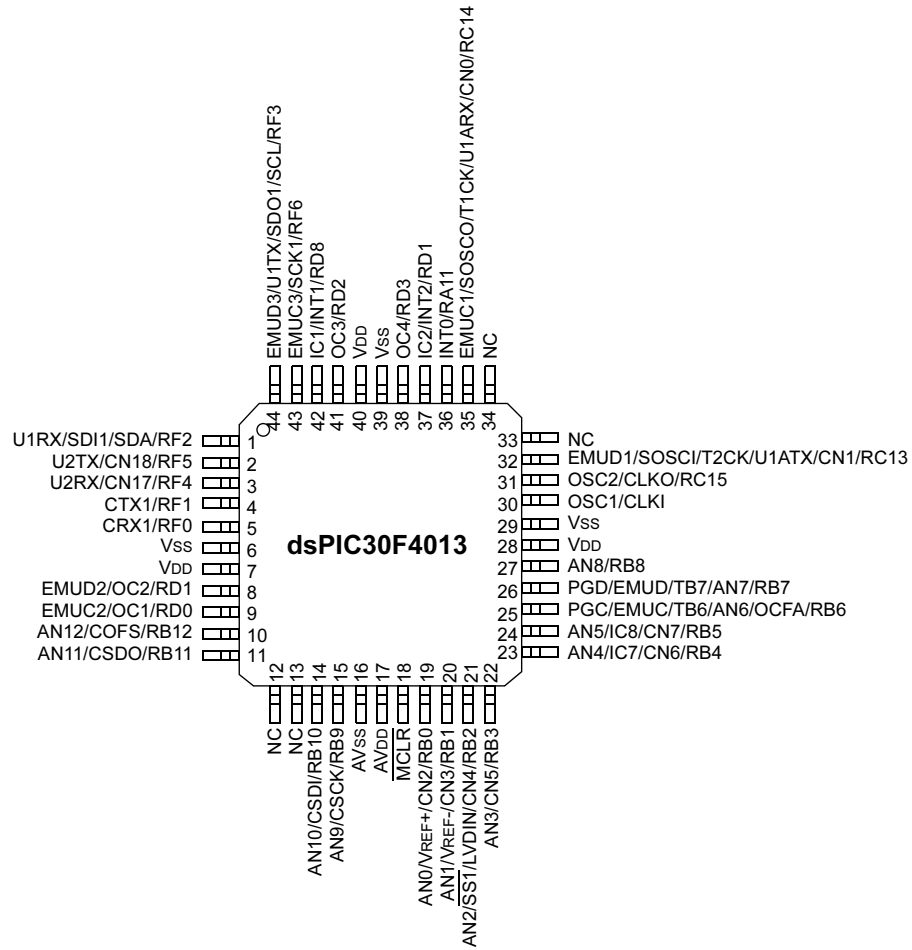 EMUD3/U1TX/SDO1/SCL/RF3
EMUC3/SCK1/RF6
IC1/INT1/RD8
OC3/RD2
VDD
VSS
OC4/RD3
IC2/INT2/RD1
INT0/RA11
EMUC1/SOSCO/T1CK/U1ARX/CN0/RC14
NC
44
43
42
41
40
39
38
37
36
35
34
U1RX/SDI1/SDA/RF2 1
U2TX/CN18/RF5 2
U2RX/CN17/RF4 3
CTX1/RF1 4
CRX1/RF0 5
VSS 6
VDD 7
EMUD2/OC2/RD1 8
EMUC2/OC1/RD0 9
AN12/COFS/RB12 10
AN11/CSDO/RB11 11
dsPIC30F4013
33 NC
32 EMUD1/SOSCI/T2CK/U1ATX/CN1/RC13
31 OSC2/CLKO/RC15
30 OSC1/CLKI
29 VSS
28 VDD
27 AN8/RB8
26 PGD/EMUD/TB7/AN7/RB7
25 PGC/EMUC/TB6/AN6/OCFA/RB6
24 AN5/IC8/CN7/RB5
23 AN4/IC7/CN6/RB4
12
13
14
15
16
17
18
19
20
21
22
NC
NC
AN10/CSDI/RB10
AN9/CSCK/RB9
AVSS
AVDD
MCLR
AN0/VREF+/CN2/RB0
AN1/VREF-/CN3/RB1
AN2/SS1/LVDIN/CN4/RB2
AN3/CN5/RB3